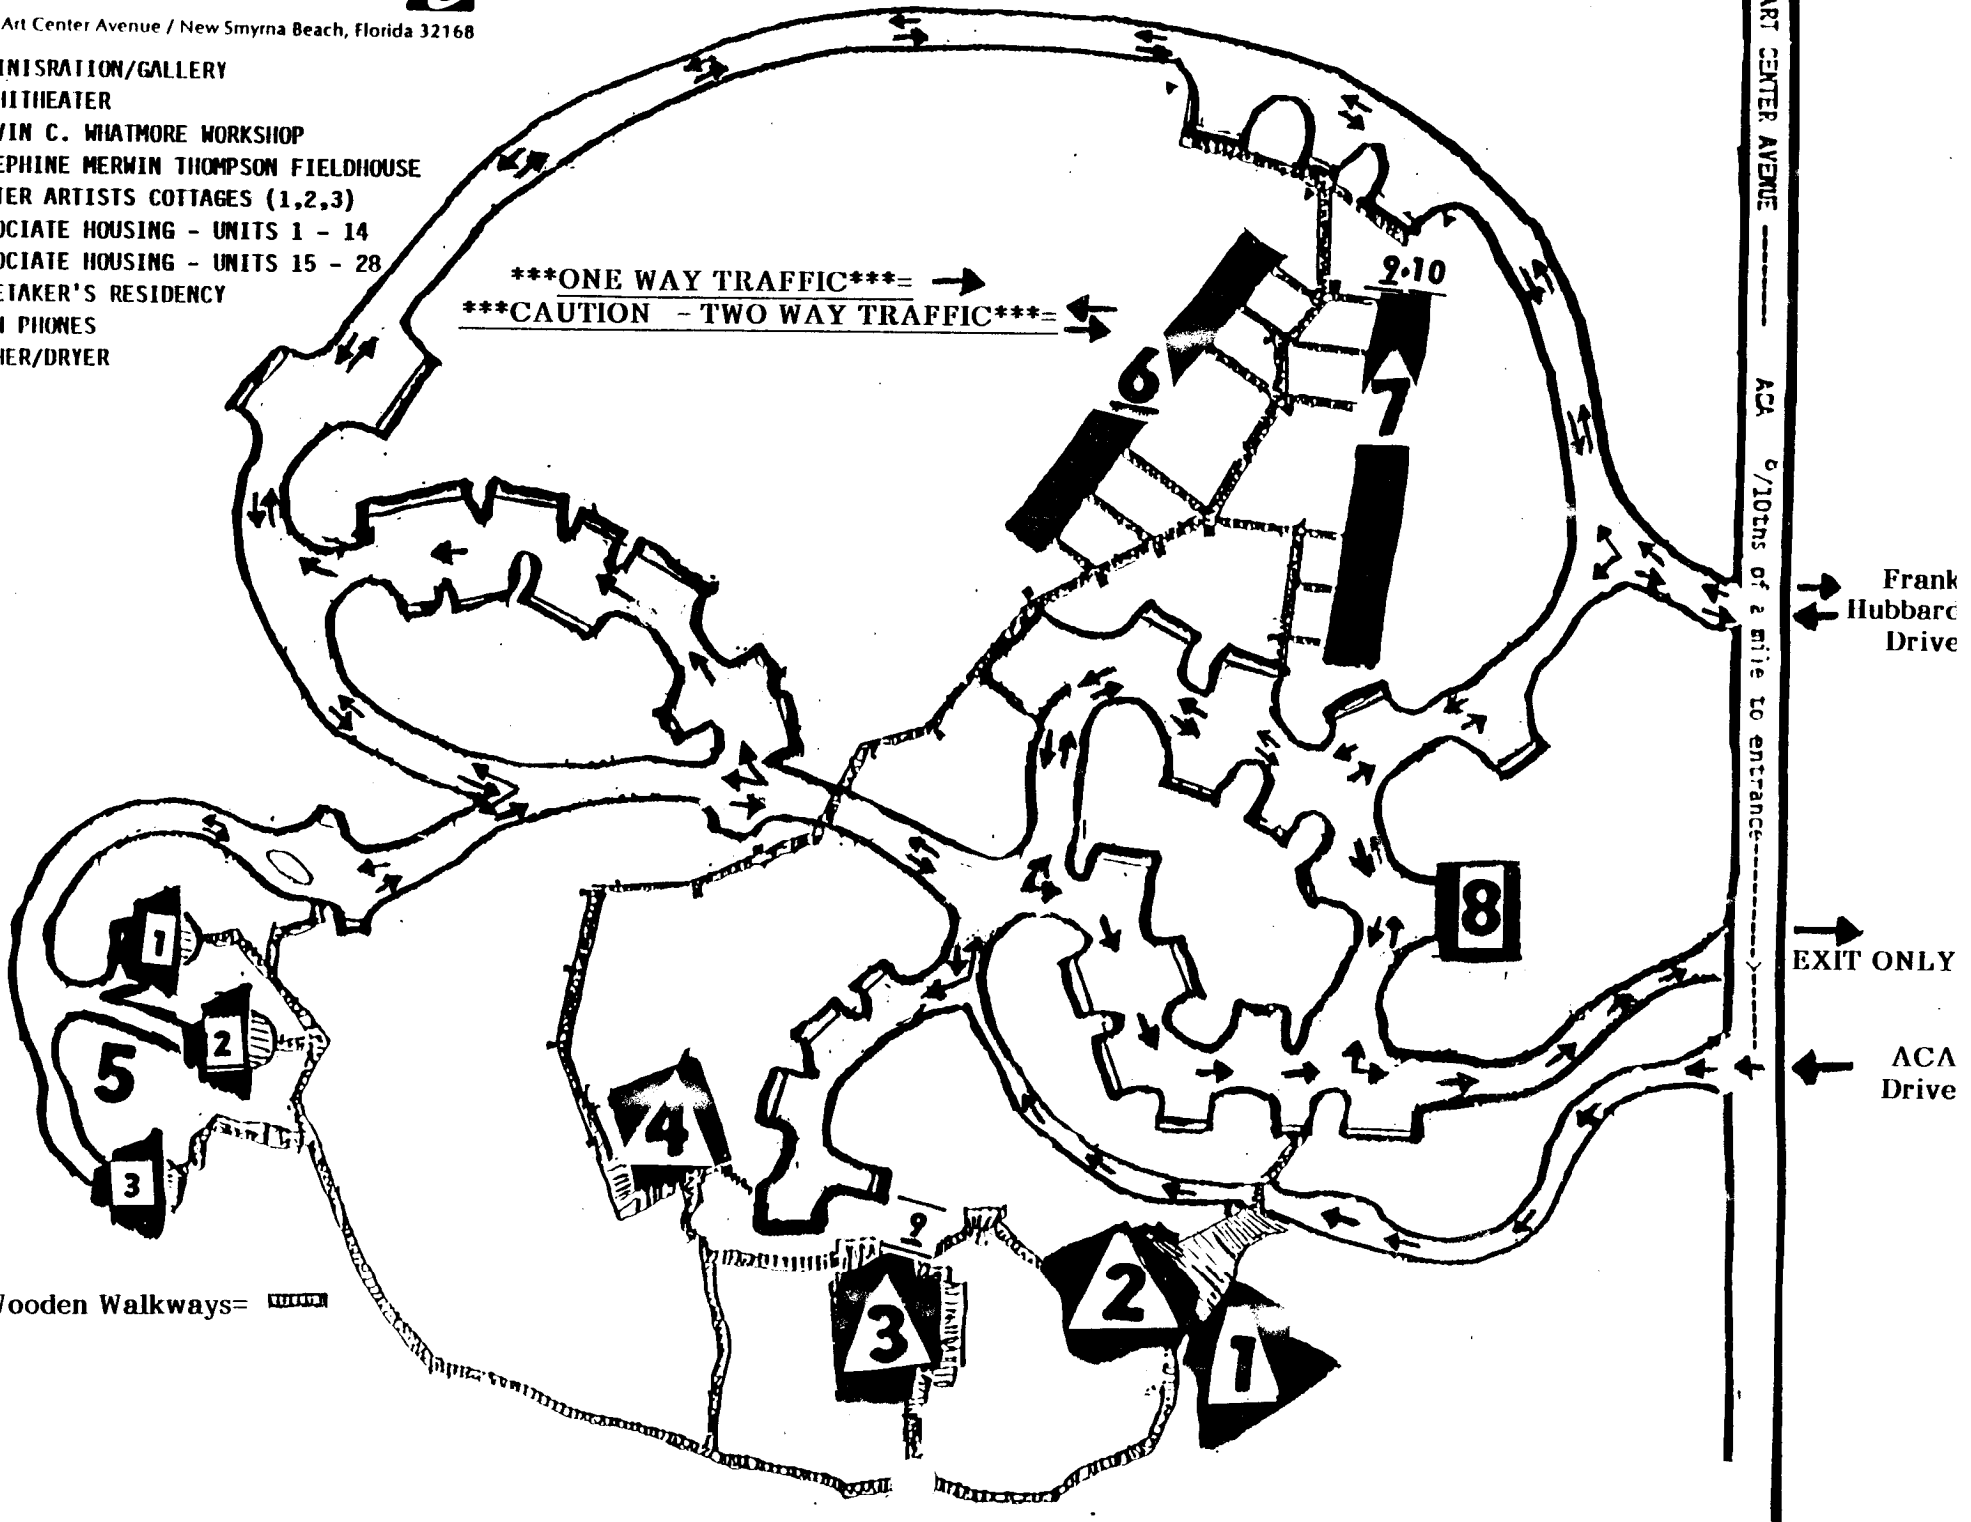 Art Center Avenue / New Smyrna Beach, Florida 32168
INISRATION/GALLERY
HITHEATER
VIN C. WHATMORE WORKSHOP
EPHINE MERWIN THOMPSON FIELDHOUSE
TER ARTISTS COTTAGES (1,2,3)
OCIATE HOUSING - UNITS 1 - 14
OCIATE HOUSING - UNITS 15 - 28
ETAKER'S RESIDENCY
PHONES
HER/DRYER
***ONE WAY TRAFFIC***=
***CAUTION - TWO WAY TRAFFIC***=
9·10
6
7
ART CENTER AVENUE -------- ACA 6/10ths of a mile to entrance---------->------
Frank
Hubbard
Drive
8
EXIT ONLY
ACA
Drive
1
2
5
3
4
9
2
3
1
Wooden Walkways=